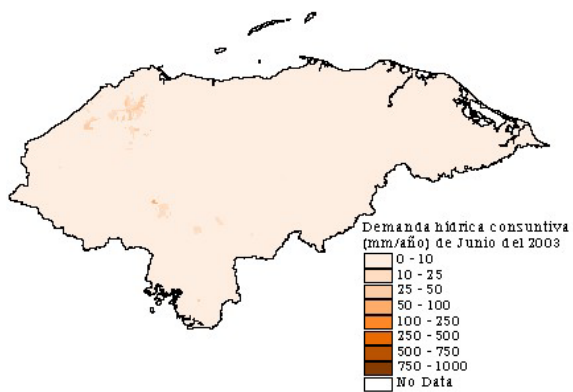 Demanda hídrica consuntiva
(mm/año) de Junio del 2003
0 - 10
10 - 25
25 - 50
50 - 100
100 - 250
250 - 500
500 - 750
750 - 1000
No Data